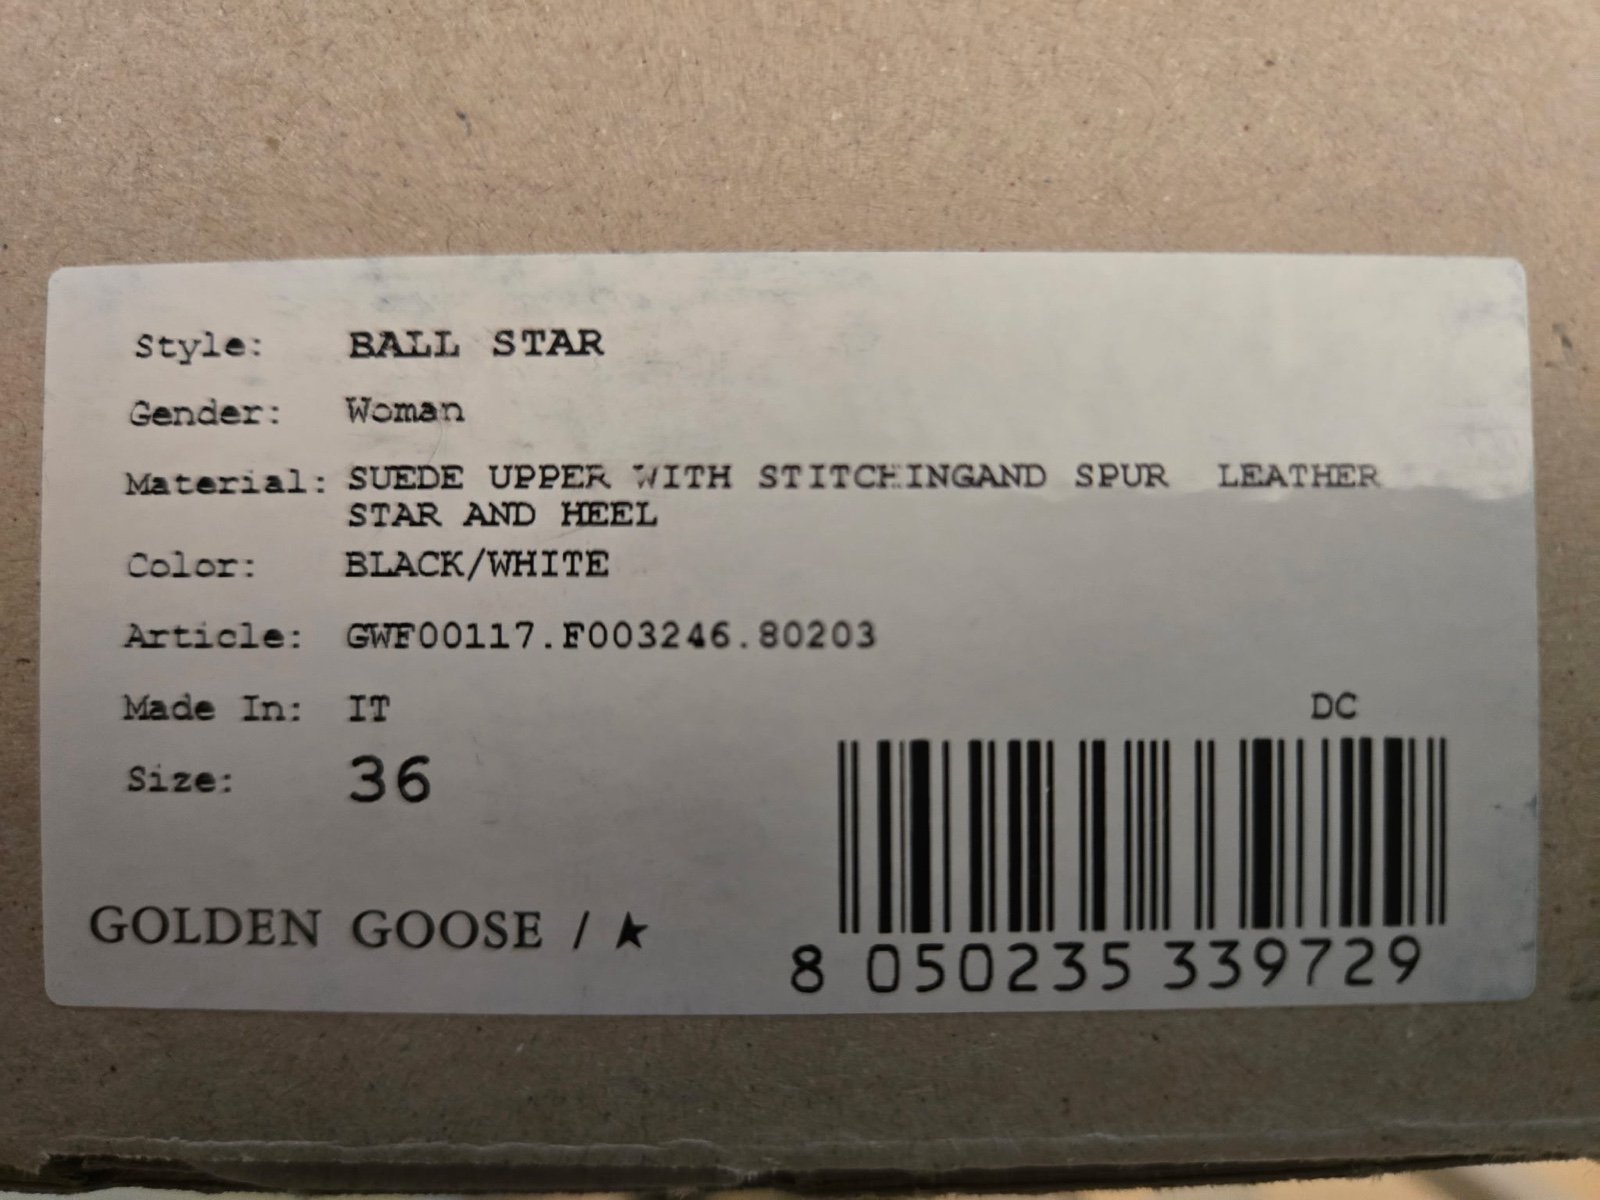 Style: BALL STAR
Gender: Woman
Material: SUEDE UPPER WITH STITCHINGAND SPUR  LEATHER
STAR AND HEEL
Color: BLACK/WHITE
Article: GWF00117.F003246.80203
Made In: IT
DC
Size: 36
GOLDEN GOOSE / ★
8 050235 339729